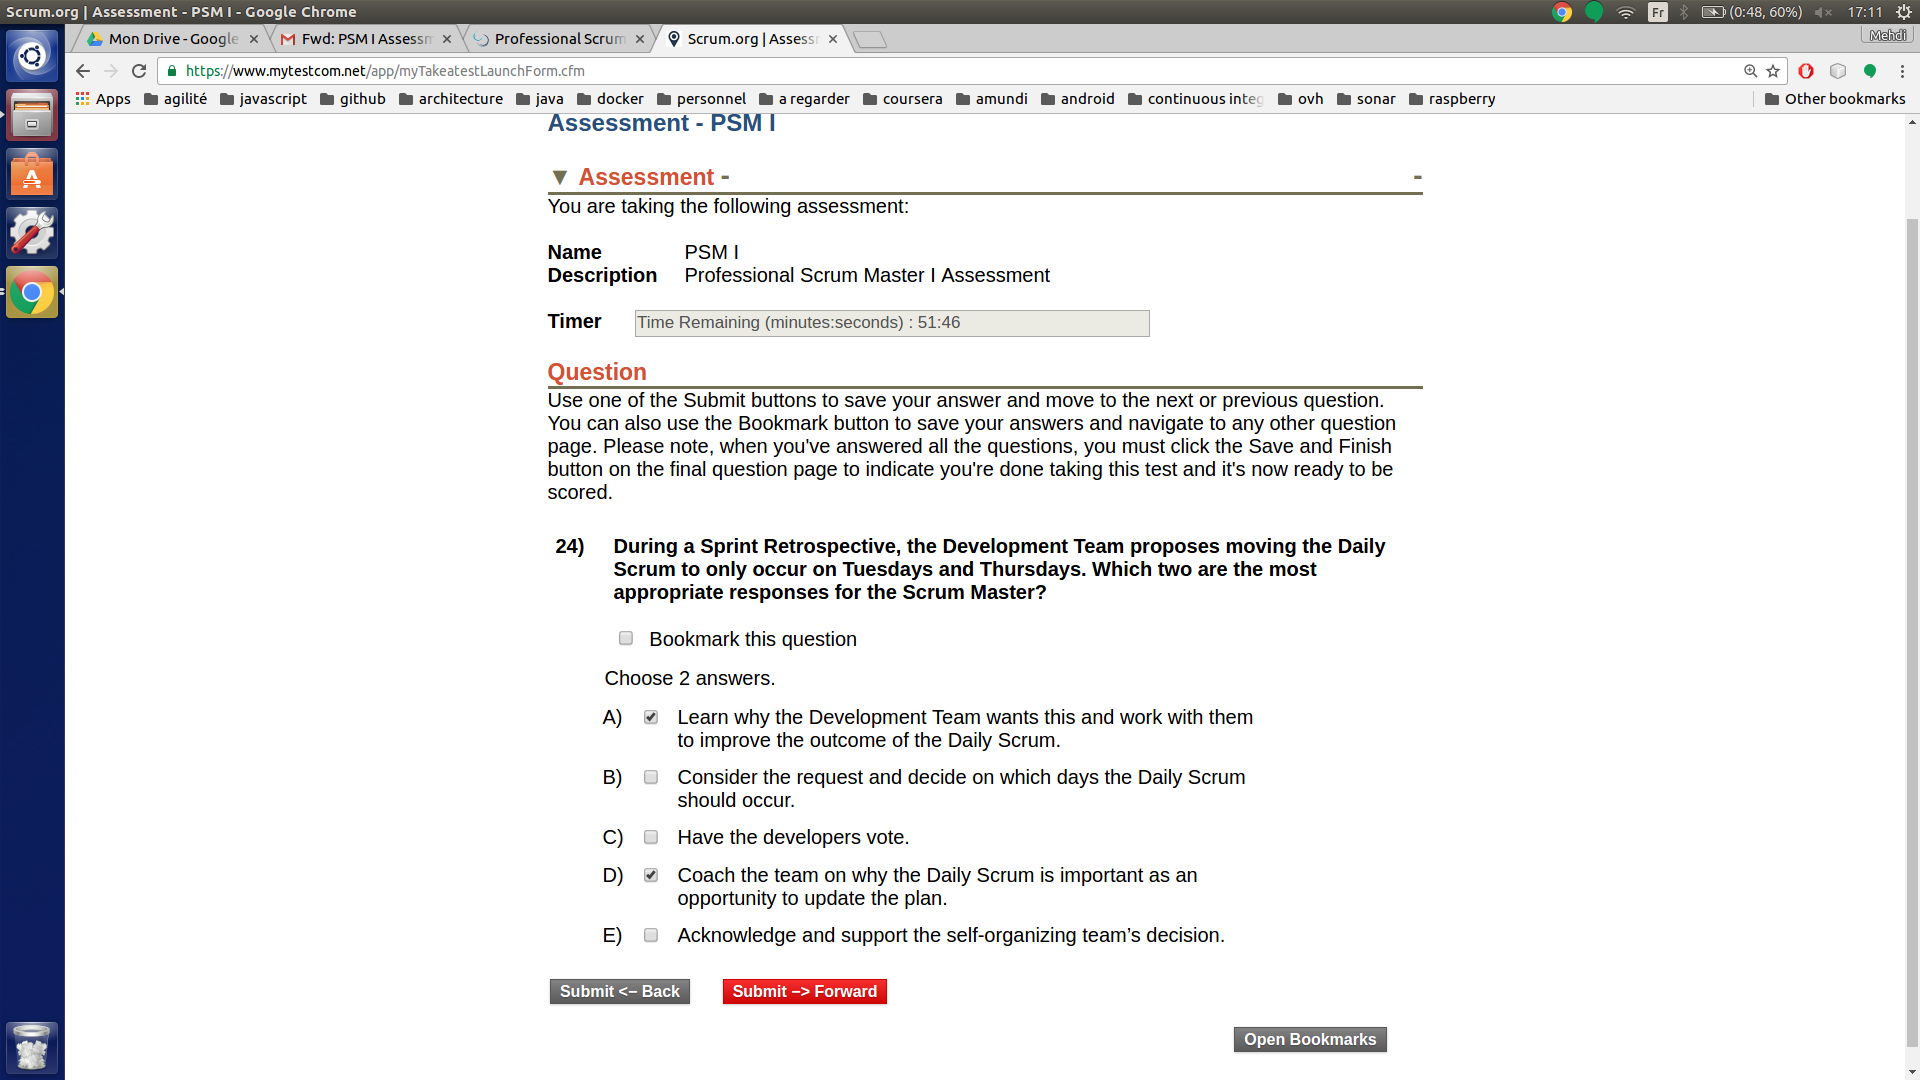 Scrum.org | Assessment - PSM I - Google Chrome
Fr
(0:48, 60%)
17:11
Mon Drive - Google
Fwd: PSM I Assessm
Professional Scrum
Scrum.org | Assess
Mehdi
https://www.mytestcom.net/app/myTakeatestLaunchForm.cfm
Apps agilité javascript github architecture java docker personnel a regarder coursera amundi android continuous integ ovh sonar raspberry Other bookmarks
Assessment - PSM I
▼ Assessment - -
You are taking the following assessment:
Name PSM I
Description Professional Scrum Master I Assessment
Timer Time Remaining (minutes:seconds) : 51:46
Question
Use one of the Submit buttons to save your answer and move to the next or previous question.
You can also use the Bookmark button to save your answers and navigate to any other question
page. Please note, when you've answered all the questions, you must click the Save and Finish
button on the final question page to indicate you're done taking this test and it's now ready to be
scored.
24) During a Sprint Retrospective, the Development Team proposes moving the Daily
Scrum to only occur on Tuesdays and Thursdays. Which two are the most
appropriate responses for the Scrum Master?
Bookmark this question
Choose 2 answers.
A) Learn why the Development Team wants this and work with them
to improve the outcome of the Daily Scrum.
B) Consider the request and decide on which days the Daily Scrum
should occur.
C) Have the developers vote.
D) Coach the team on why the Daily Scrum is important as an
opportunity to update the plan.
E) Acknowledge and support the self-organizing team’s decision.
Submit <– Back Submit –> Forward
Open Bookmarks